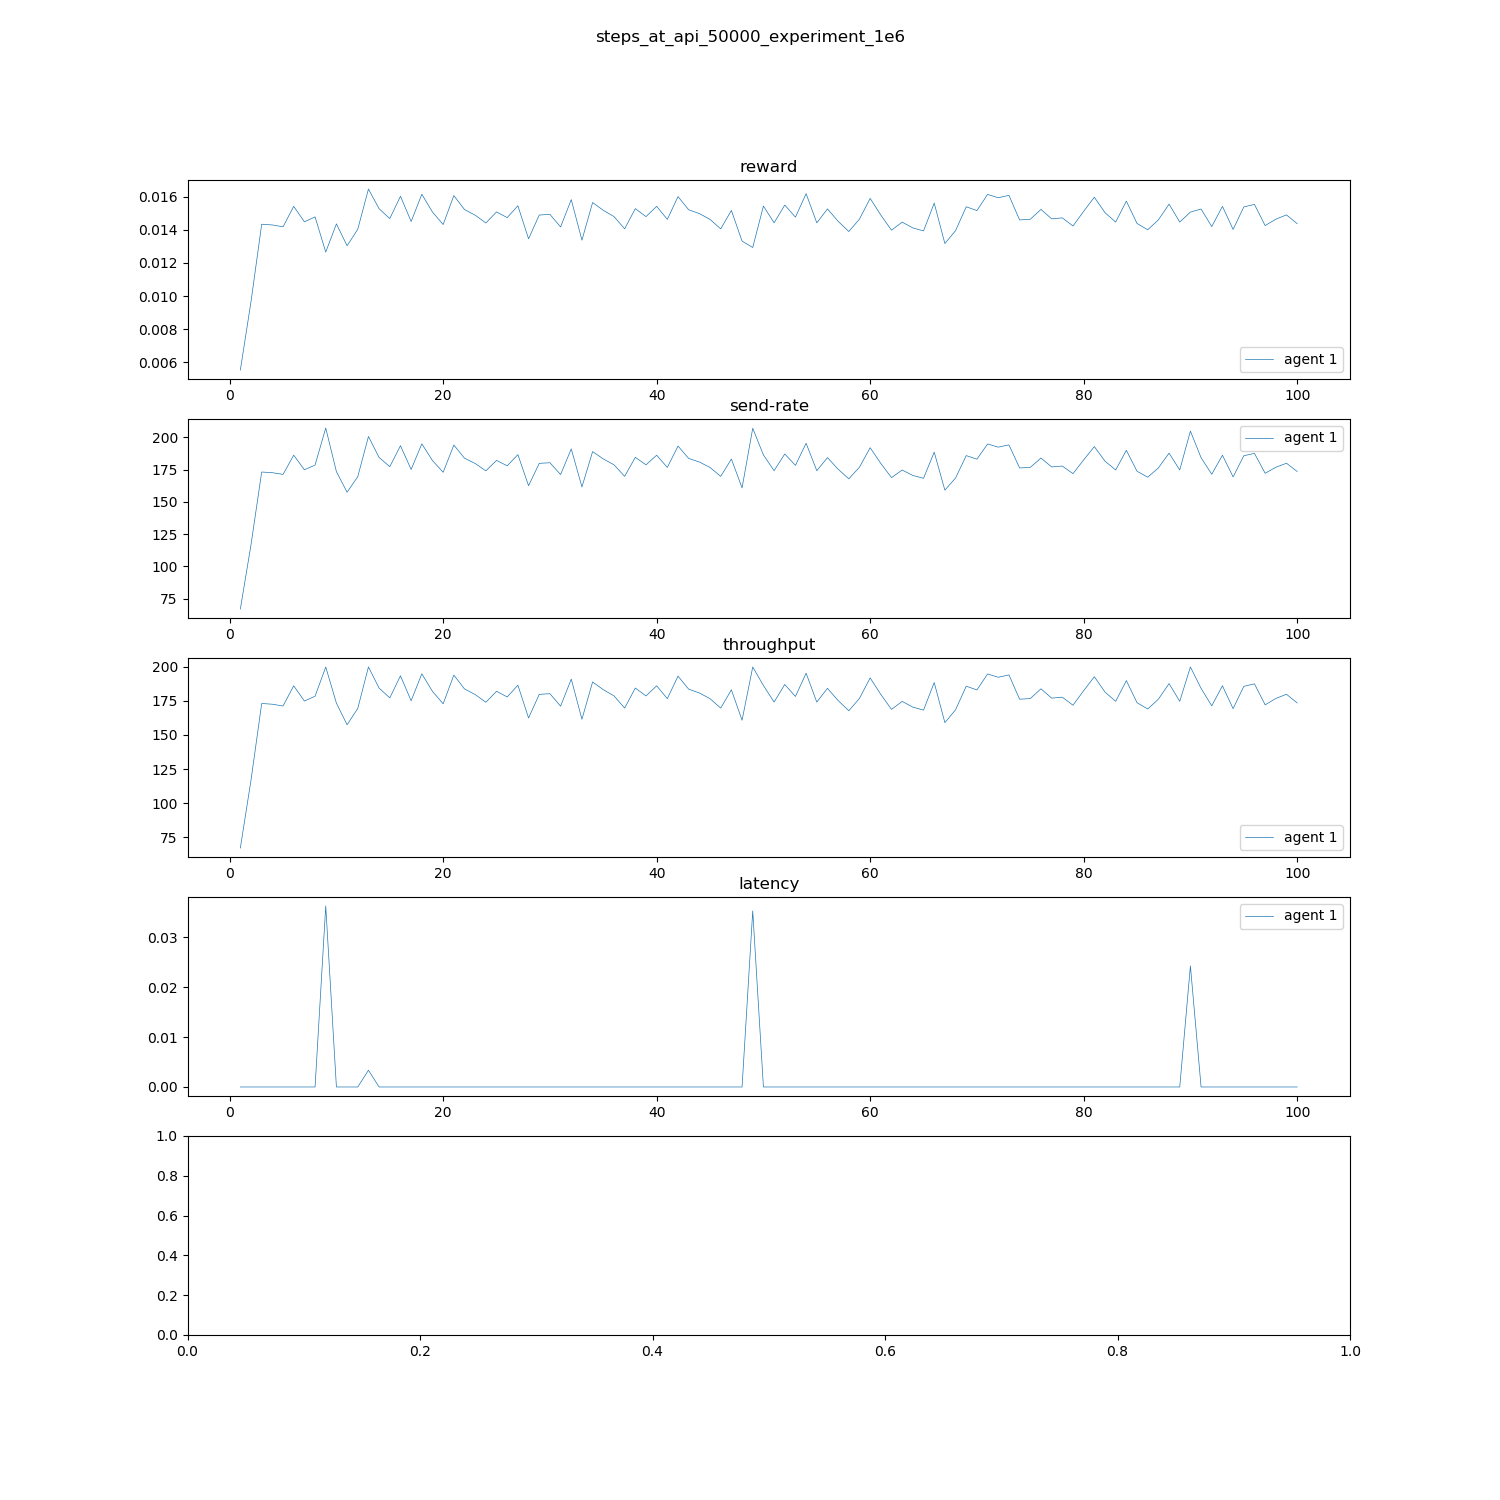 steps_at_api_50000_experiment_1e6
reward
0.016
0.014
0.012
0.010
0.008
0.006
agent 1
0 20 40 60 80 100
send-rate
200
175
150
125
100
75
agent 1
0 20 40 60 80 100
throughput
200
175
150
125
100
75
agent 1
0 20 40 60 80 100
latency
0.03
0.02
0.01
0.00
agent 1
0 20 40 60 80 100
1.0
0.8
0.6
0.4
0.2
0.0
0.0 0.2 0.4 0.6 0.8 1.0